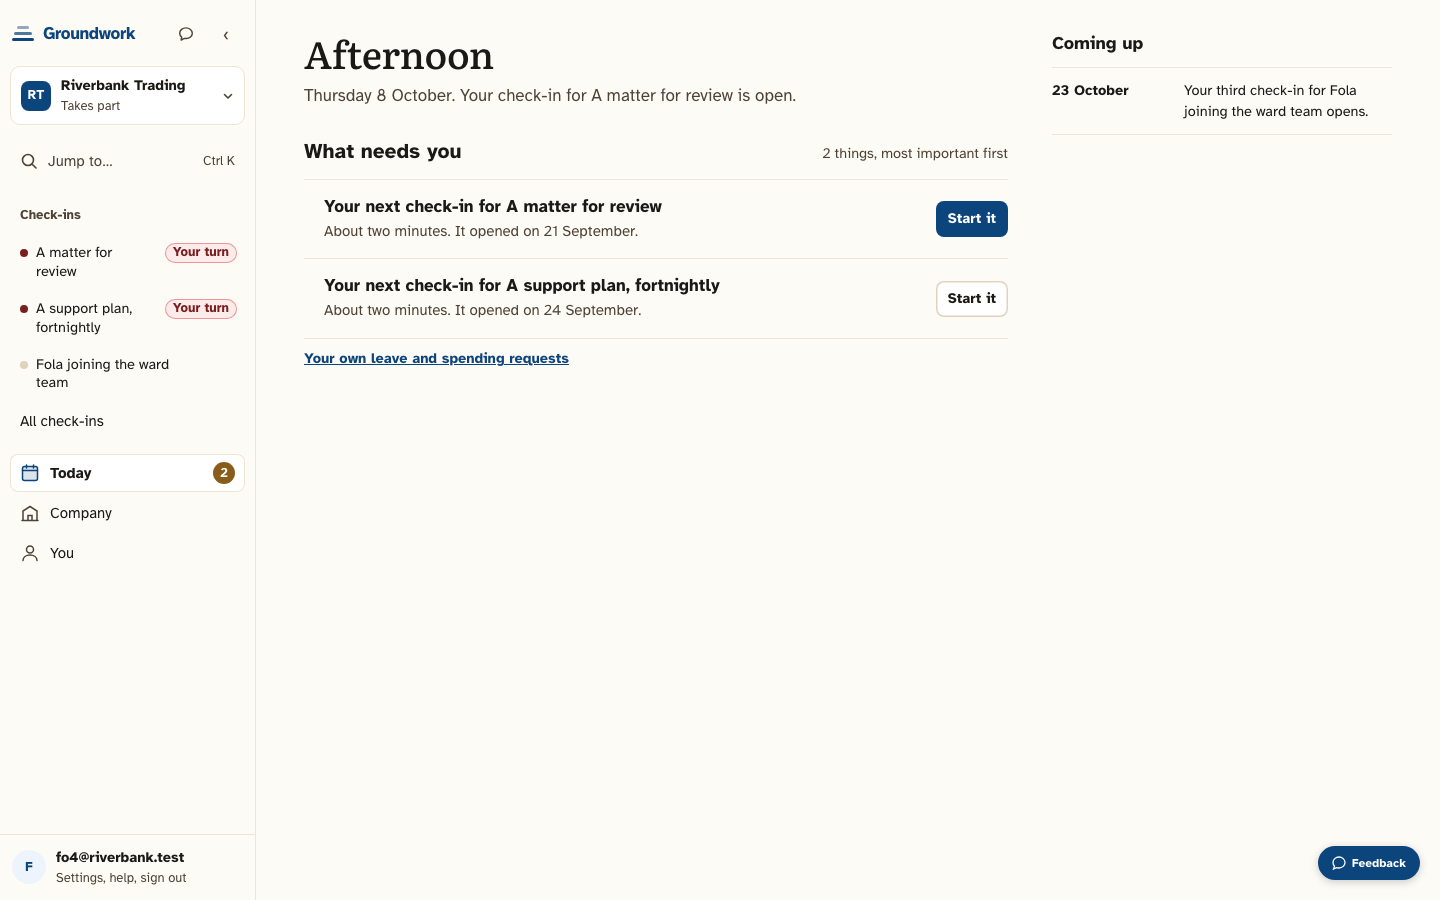 Groundwork
RT
Riverbank Trading
Takes part
Jump to...
Ctrl K
Check-ins
A matter for review
Your turn
A support plan, fortnightly
Your turn
Fola joining the ward team
All check-ins
Today
2
Company
You
F
fo4@riverbank.test
Settings, help, sign out
Afternoon
Thursday 8 October. Your check-in for A matter for review is open.
What needs you
2 things, most important first
Your next check-in for A matter for review
About two minutes. It opened on 21 September.
Start it
Your next check-in for A support plan, fortnightly
About two minutes. It opened on 24 September.
Start it
Your own leave and spending requests
Coming up
23 October
Your third check-in for Fola
joining the ward team opens.
Feedback